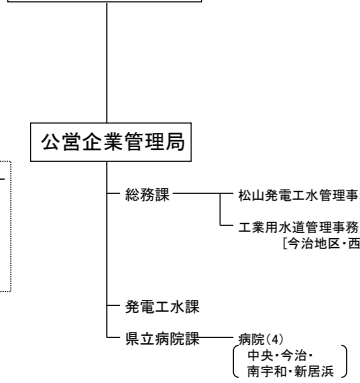 公営企業管理局
総務課
松山発電工水管理事
工業用水道管理事務
[今治地区・西
発電工水課
県立病院課
病院(4)
中央・今治・
南宇和・新居浜